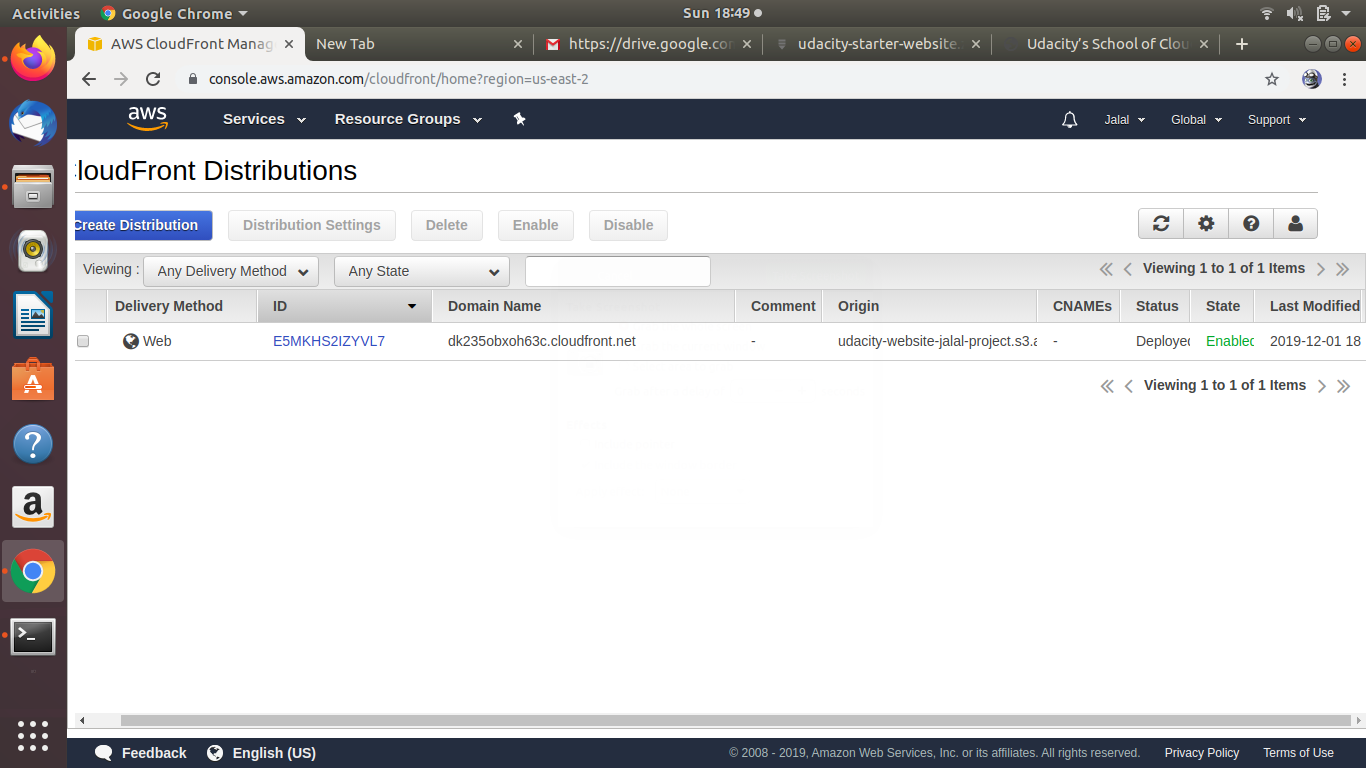 Activities Google Chrome Sun 18:49
AWS CloudFront Manag New Tab https://drive.google.co udacity-starter-website. Udacity's School of Clou
console.aws.amazon.com/cloudfront/home?region=us-east-2
aws Services Resource Groups Jalal Global Support
CloudFront Distributions
Create Distribution Distribution Settings Delete Enable Disable
Viewing : Any Delivery Method Any State Viewing 1 to 1 of 1 Items
Delivery Method ID Domain Name Comment Origin CNAMEs Status State Last Modified
Web E5MKHS2IZYVL7 dk235obxoh63c.cloudfront.net - udacity-website-jalal-project.s3.a - Deployed Enabled 2019-12-01 18
Viewing 1 to 1 of 1 Items
Feedback English (US) © 2008 - 2019, Amazon Web Services, Inc. or its affiliates. All rights reserved. Privacy Policy Terms of Use